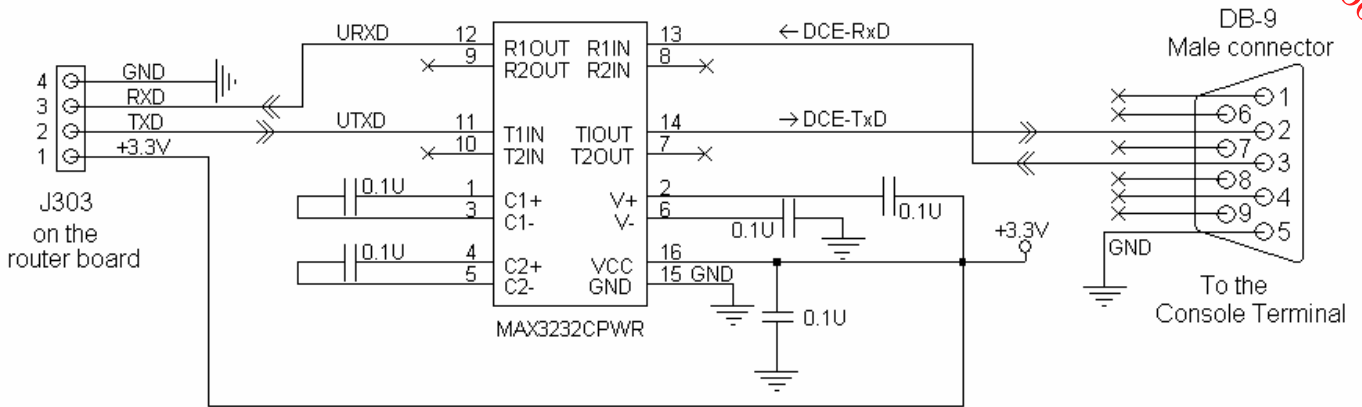 DB-9
Male connector
URXD
12
R1OUT
R1IN
13
←DCE-RxD
9
R2OUT
R2IN
8
4
GND
3
RXD
2
TXD
1
+3.3V
UTXD
11
T1IN
TIOUT
14
→DCE-TxD
10
T2IN
T2OUT
7
J303
on the
router board
0.1U
1
C1+
V+
2
0.1U
3
C1-
V-
6
0.1U
0.1U
4
C2+
VCC
16
+3.3V
5
C2-
GND
15
GND
0.1U
MAX3232CPWR
1
6
2
7
3
8
4
9
5
GND
To the
Console Terminal